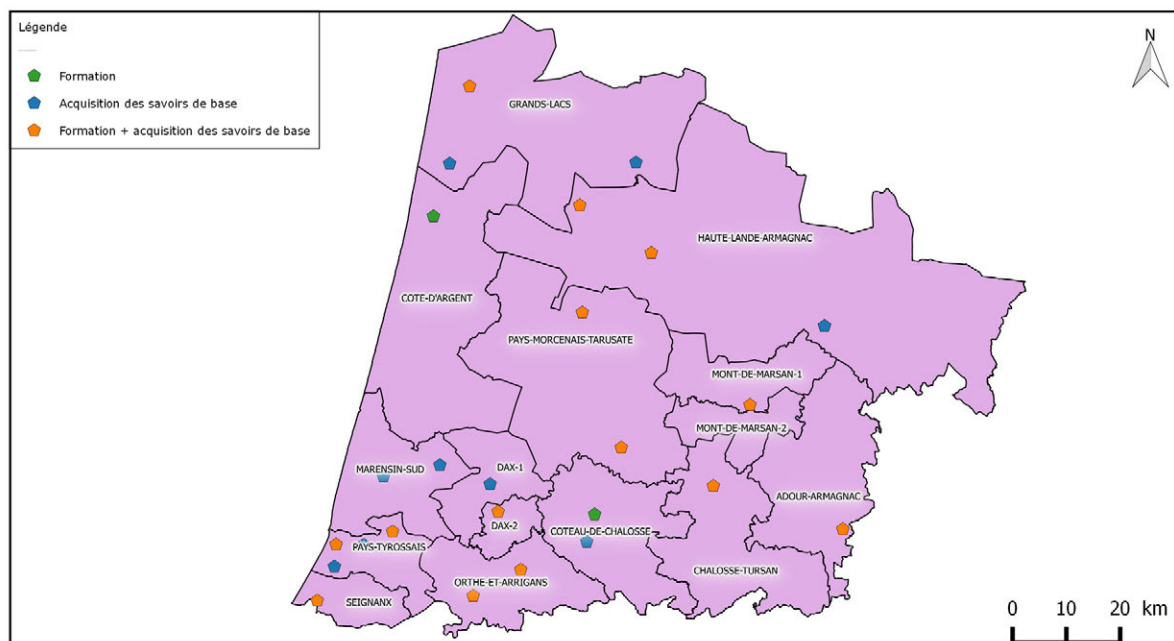 Légende
Formation
Acquisition des savoirs de base
Formation + acquisition des savoirs de base
N
GRANDS-LACS
HAUTE-LANDE-ARMAGNAC
COTE-D'ARGENT
PAYS-MORCENAIS-TARUSATE
MONT-DE-MARSAN-1
MONT-DE-MARSAN-2
MARENSIN-SUD
DAX-1
ADOUR-ARMAGNAC
DAX-2
COTEAU-DE-CHALOSSE
PAYS-TYROSSAIS
CHALOSSE-TURSAN
ORTHE-ET-ARRIGANS
SEIGNANX
0 10 20 km